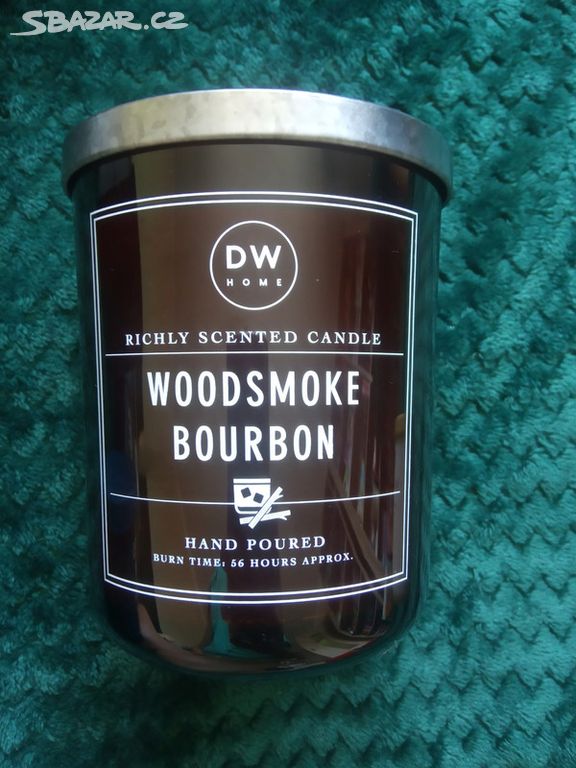 SBAZAR.CZ
DW
HOME
RICHLY SCENTED CANDLE
WOODSMOKE
BOURBON
HAND POURED
BURN TIME: 56 HOURS APPROX.